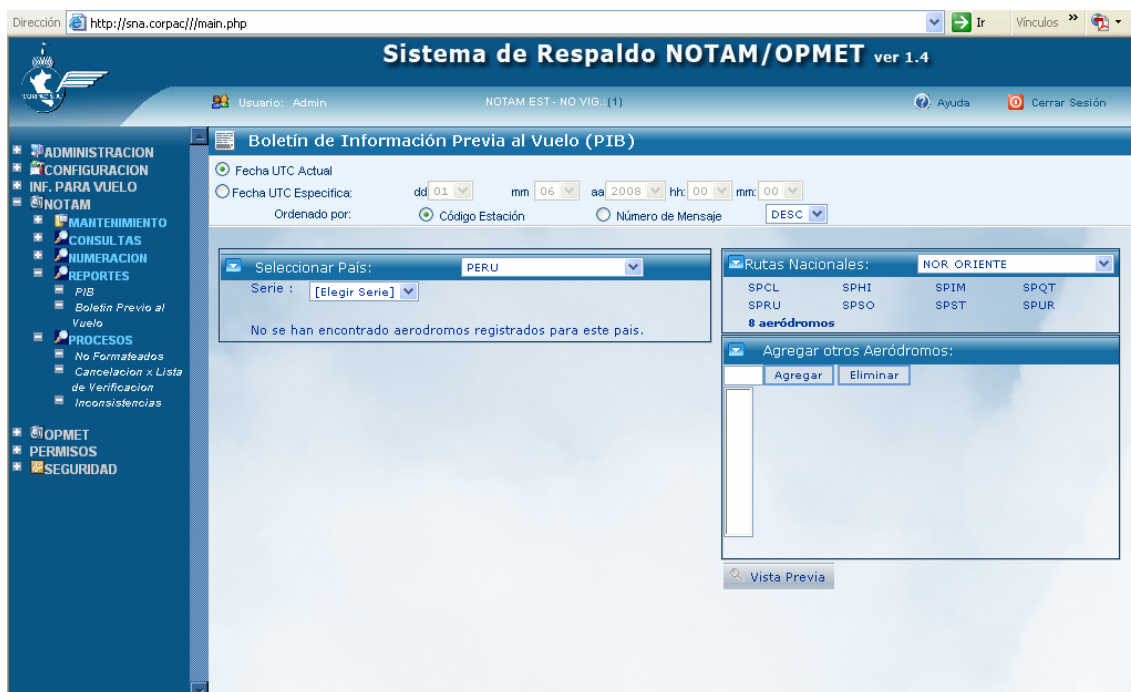 Dirección http://sna.corpac///main.php Ir Vínculos »
Sistema de Respaldo NOTAM/OPMET ver 1.4
Usuario: Admin NOTAM EST - NO VIG.:(1) Ayuda Cerrar Sesión
ADMINISTRACION
CONFIGURACION
INF. PARA VUELO
NOTAM
MANTENIMIENTO
CONSULTAS
NUMERACION
REPORTES
PIB
Boletin Previo al
Vuelo
PROCESOS
No Formateados
Cancelacion x Lista
de Verificacion
Inconsistencias
OPMET
PERMISOS
SEGURIDAD
Boletín de Información Previa al Vuelo (PIB)
Fecha UTC Actual
Fecha UTC Especifica: dd 01 mm 06 aa 2008 hh: 00 mm: 00
Ordenado por: Código Estación Número de Mensaje DESC
Seleccionar País: PERU
Serie : [Elegir Serie]
No se han encontrado aerodromos registrados para este pais.
Rutas Nacionales: NOR ORIENTE
SPCL SPHI SPIM SPQT
SPRU SPSO SPST SPUR
8 aeródromos
Agregar otros Aeródromos:
Agregar Eliminar
Vista Previa